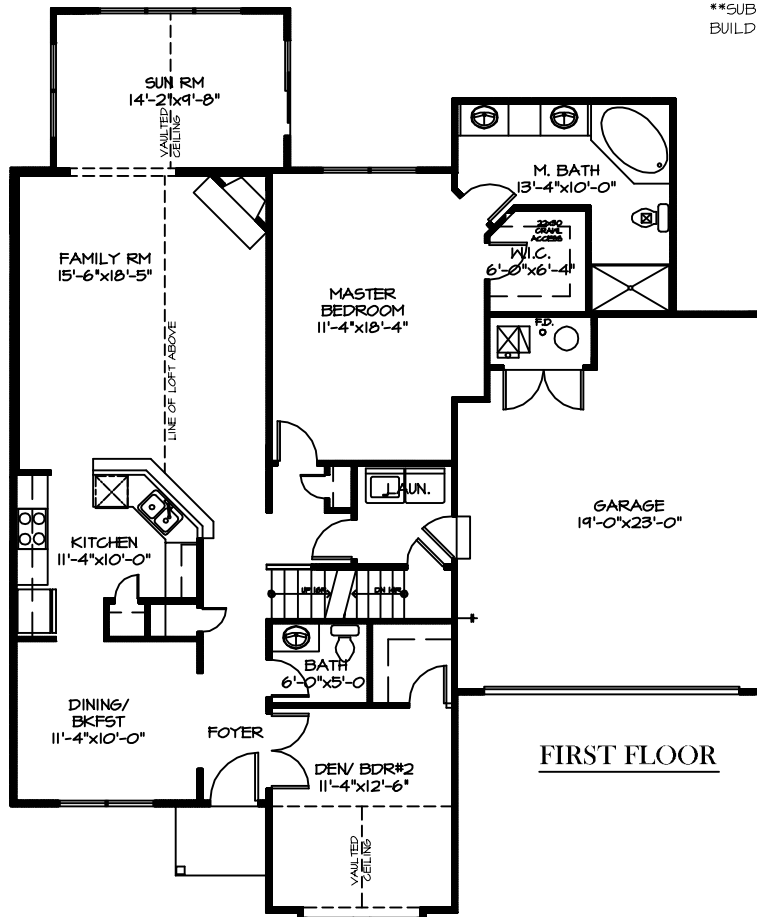 **SUB
BUILD
SUN RM
14'-2"x9'-8"
VAULTED
CEILING
M. BATH
13'-4"x10'-0"
22x30
CRAWL
ACCESS
W.I.C.
6'-0"x6'-4"
FAMILY RM
15'-6"x18'-5"
MASTER
BEDROOM
11'-4"x18'-4"
F.D.
LINE OF LOFT ABOVE
LAUN.
GARAGE
19'-0"x23'-0"
KITCHEN
11'-4"x10'-0"
BATH
6'-0"x5'-0
DINING/
BKFST
11'-4"x10'-0"
FOYER
DEN/ BDR#2
11'-4"x12'-6"
FIRST FLOOR
VAULTED
CEILING